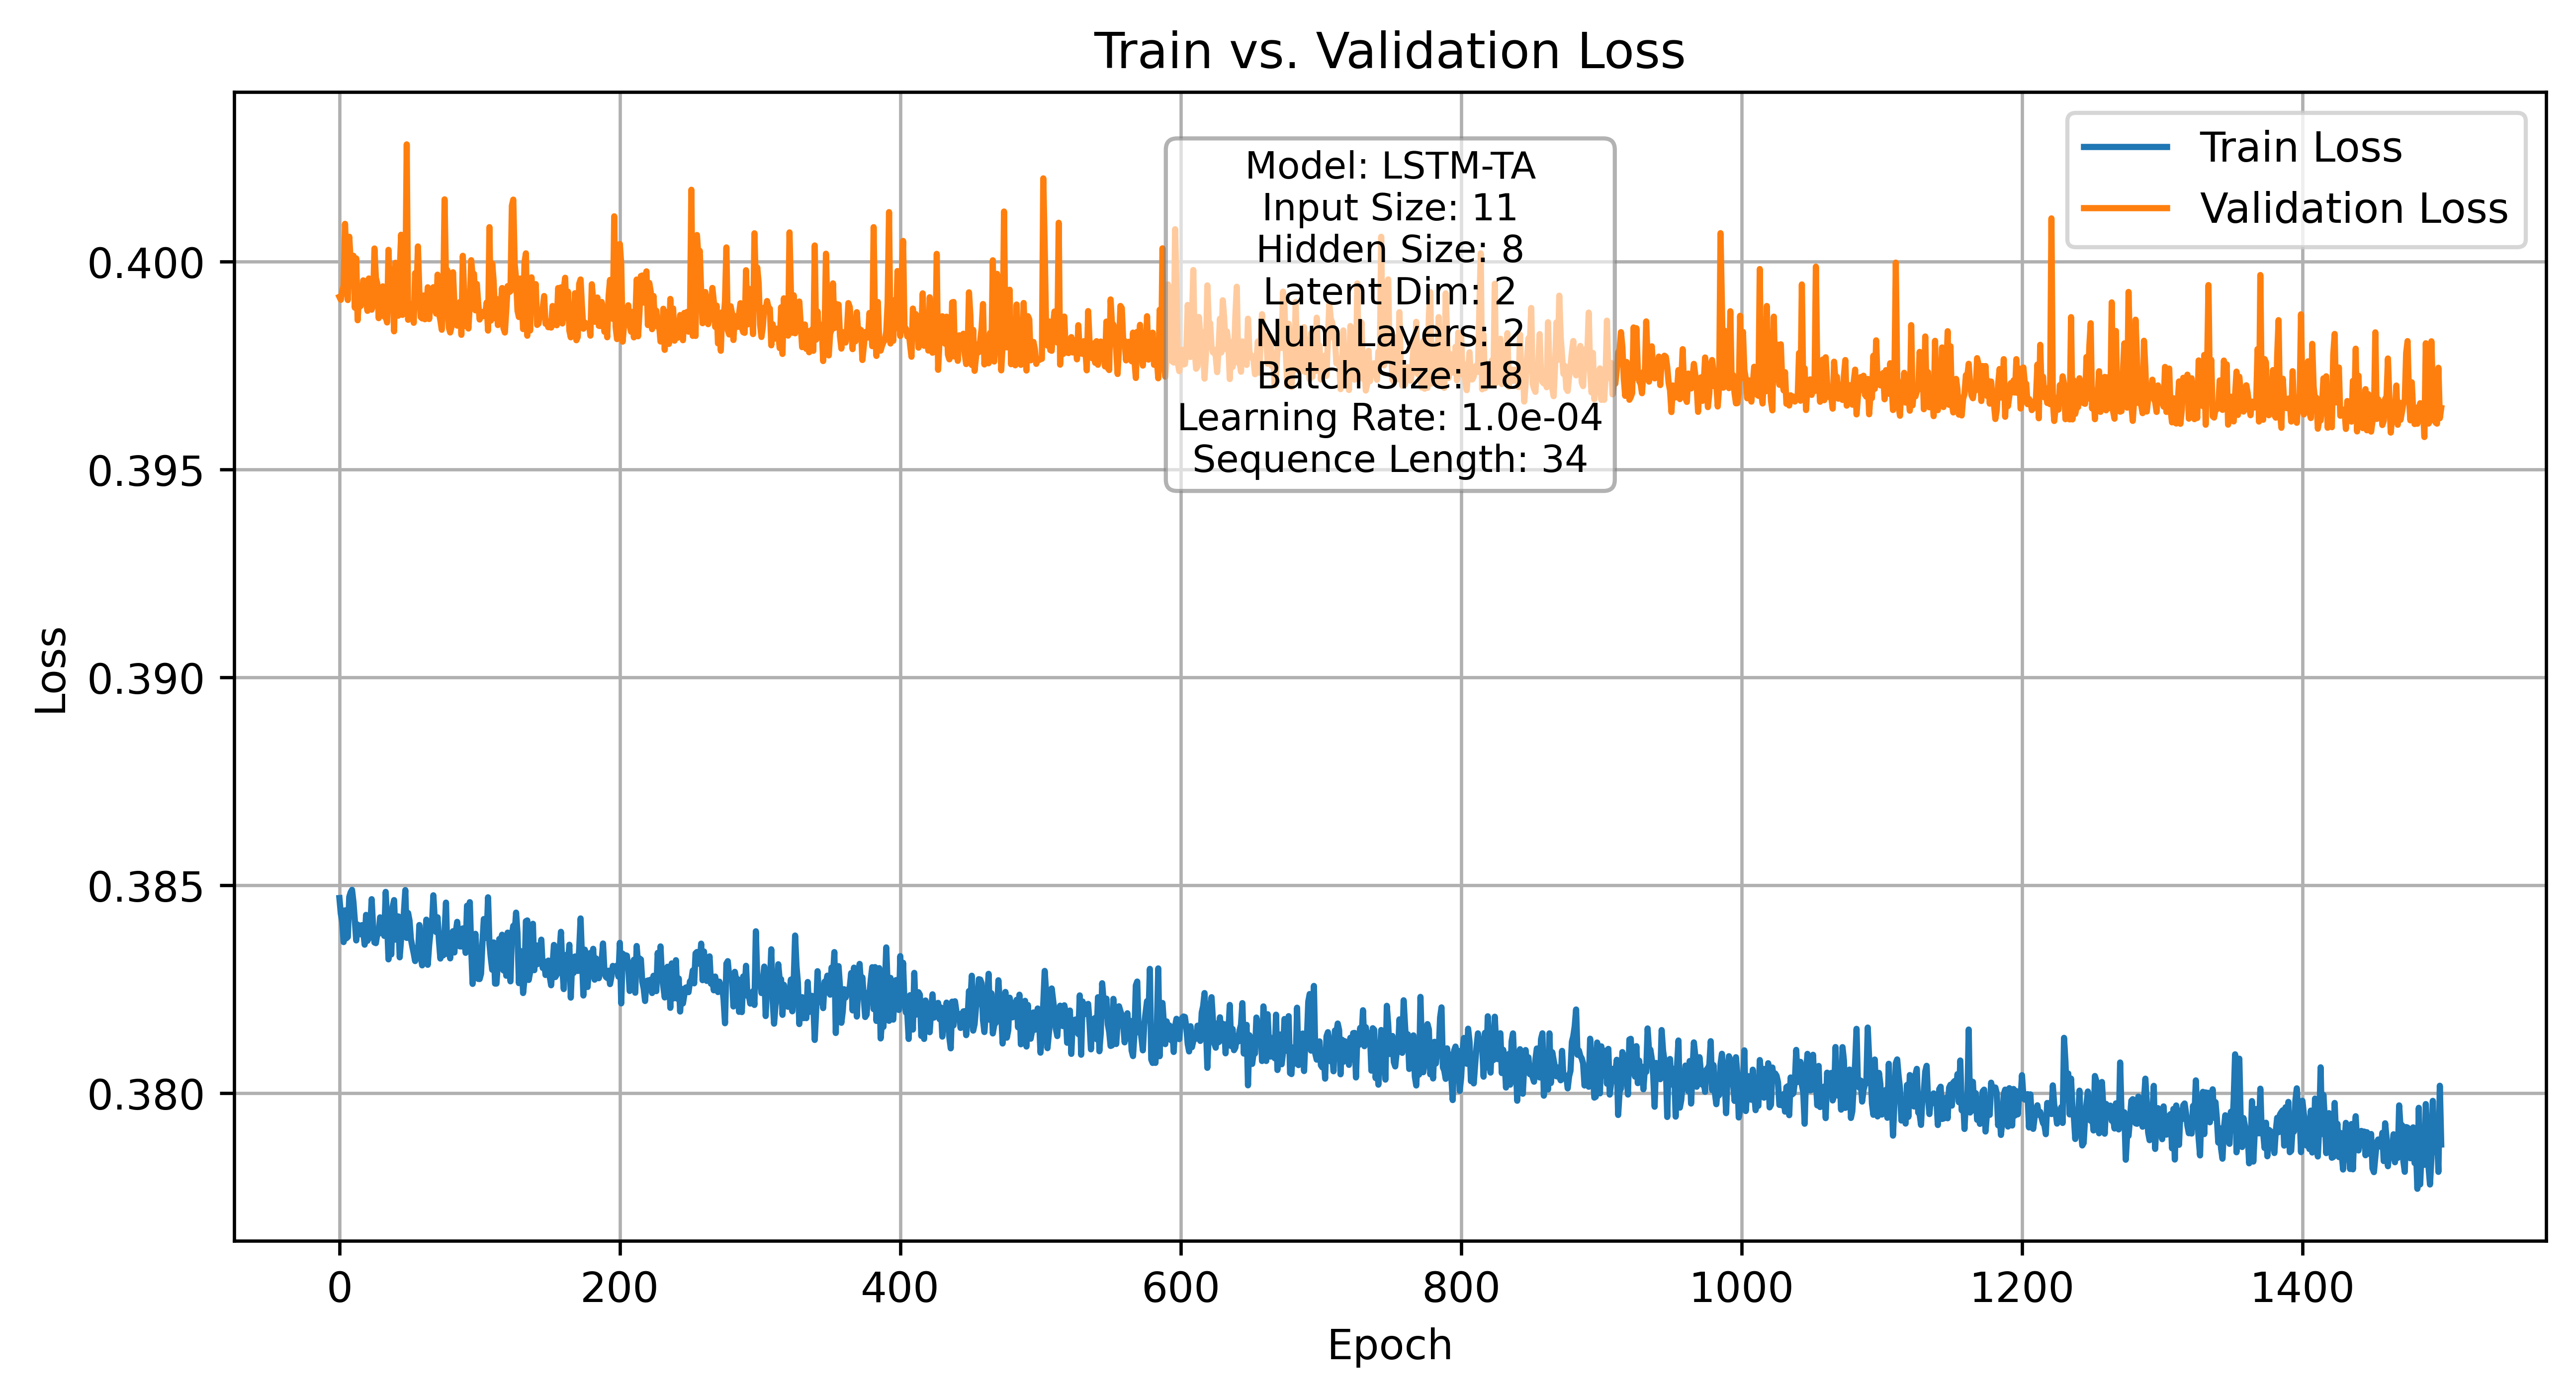 Train vs. Validation Loss
Model: LSTM-TA
Input Size: 11
Hidden Size: 8
Latent Dim: 2
Num Layers: 2
Batch Size: 18
Learning Rate: 1.0e-04
Sequence Length: 34
Train Loss
Validation Loss
Loss
0.400
0.395
0.390
0.385
0.380
0 200 400 600 800 1000 1200 1400
Epoch